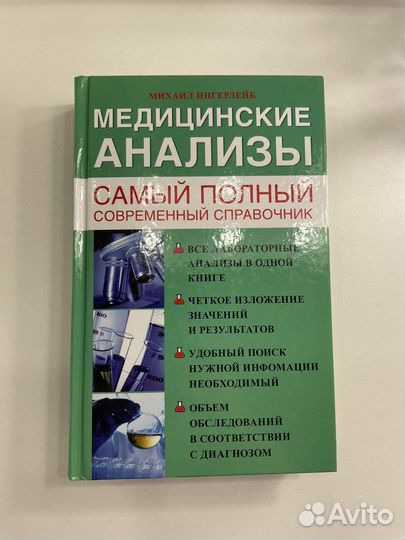 МИХАИЛ ИНГЕРЛЕЙБ
МЕДИЦИНСКИЕ
АНАЛИЗЫ
САМЫЙ ПОЛНЫЙ
СОВРЕМЕННЫЙ СПРАВОЧНИК
ВСЕ ЛАБОРАТОРНЫЕ
АНАЛИЗЫ В ОДНОЙ
КНИГЕ
ЧЕТКОЕ ИЗЛОЖЕНИЕ
ЗНАЧЕНИЙ
И РЕЗУЛЬТАТОВ
УДОБНЫЙ ПОИСК
НУЖНОЙ ИНФОМАЦИИ
НЕОБХОДИМЫЙ
ОБЪЕМ
ОБСЛЕДОВАНИЙ
В СООТВЕТСТВИИ
С ДИАГНОЗОМ
Avito